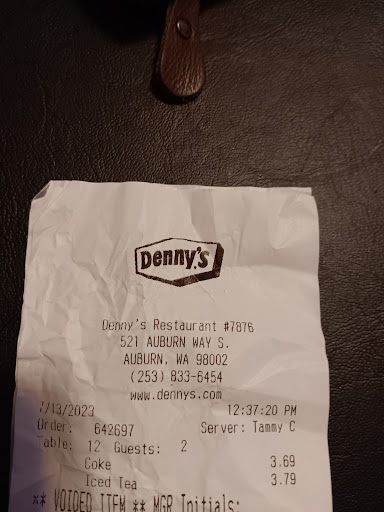 Denny's
Denny's Restaurant #7876
521 AUBURN WAY S.
AUBURN, WA 98002
(253) 833-6454
www.dennys.com
7/13/2023 12:37:20 PM
Order: 642697 Server: Tammy C
Table: 12 Guests: 2
Coke 3.69
Iced Tea 3.79
** VOIDED ITEM ** MGR Initials: